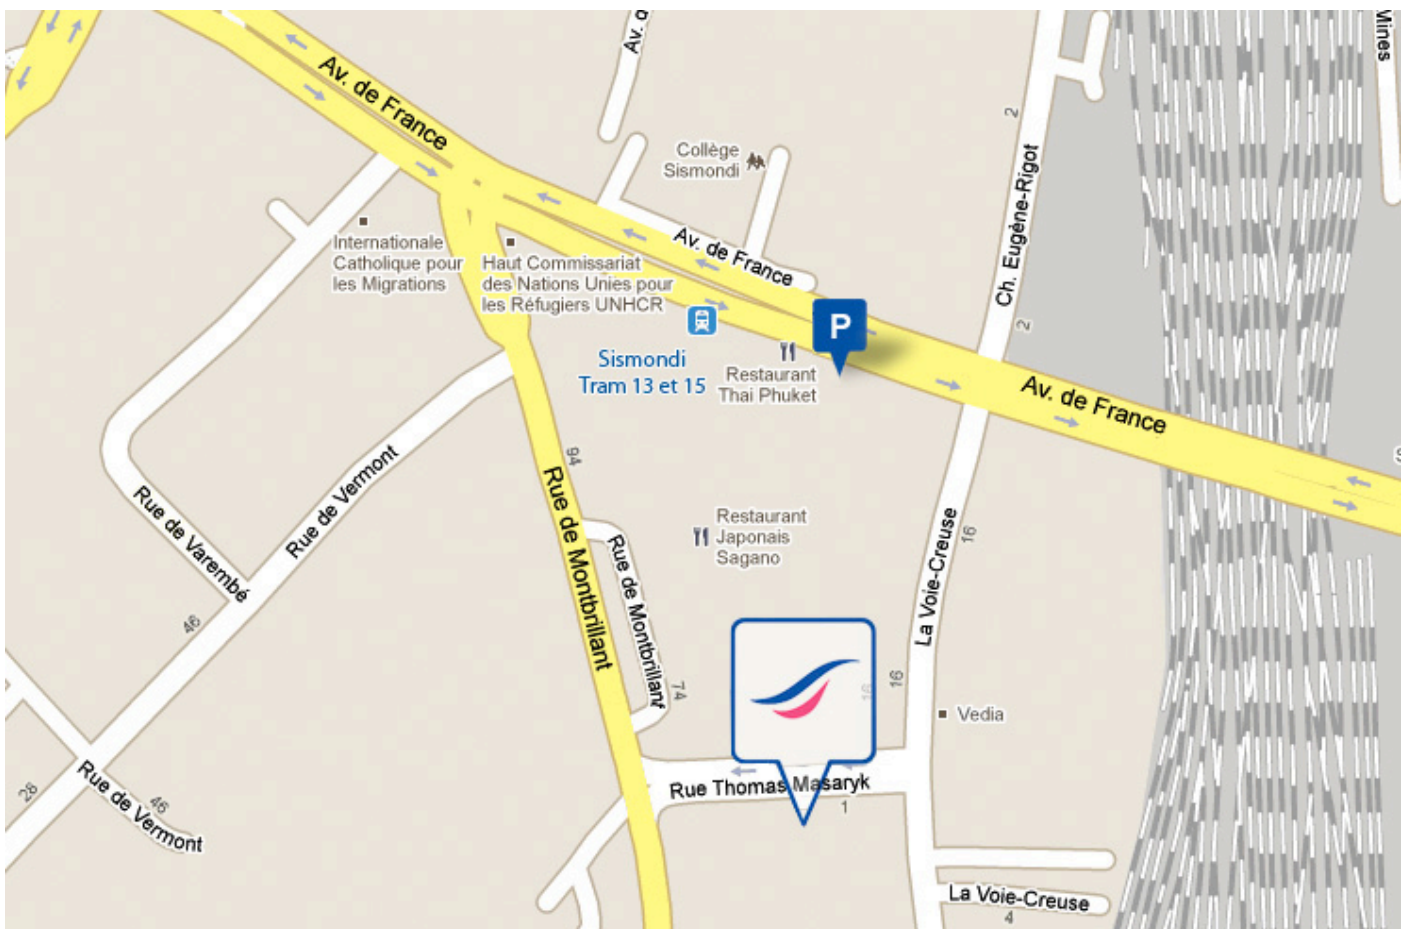 Av. de France
Av. d
Mines
2
Collège
Sismondi
Ch. Eugène-Rigot
Internationale
Catholique pour
les Migrations
Haut Commissariat
des Nations Unies pour
les Réfugiers UNHCR
Av. de France
2
P
Sismondi
Tram 13 et 15
Restaurant
Thai Phuket
Av. de France
S
94
Rue de Vermont
Rue de Varembé
Rue de Montbrillant
Restaurant
Japonais
Sagano
La Voie-Creuse
16
Rue de Montbrillant
46
74
16
16
Vedia
Rue Thomas Masaryk
1
28
46
Rue de Vermont
La Voie-Creuse
4